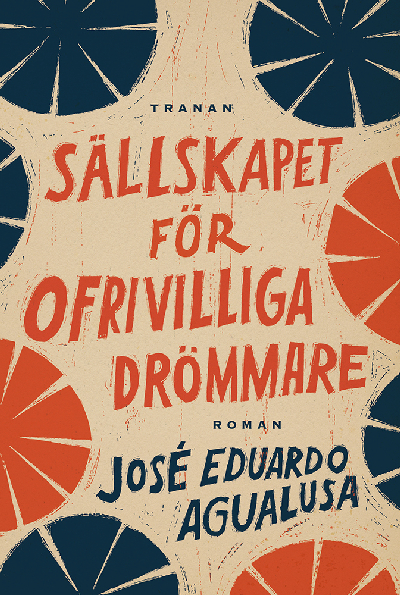 TRANAN
SÄLLSKAPET
FÖR
OFRIVILLIGA
DRÖMMARE
ROMAN
JOSÉ EDUARDO
AGUALUSA